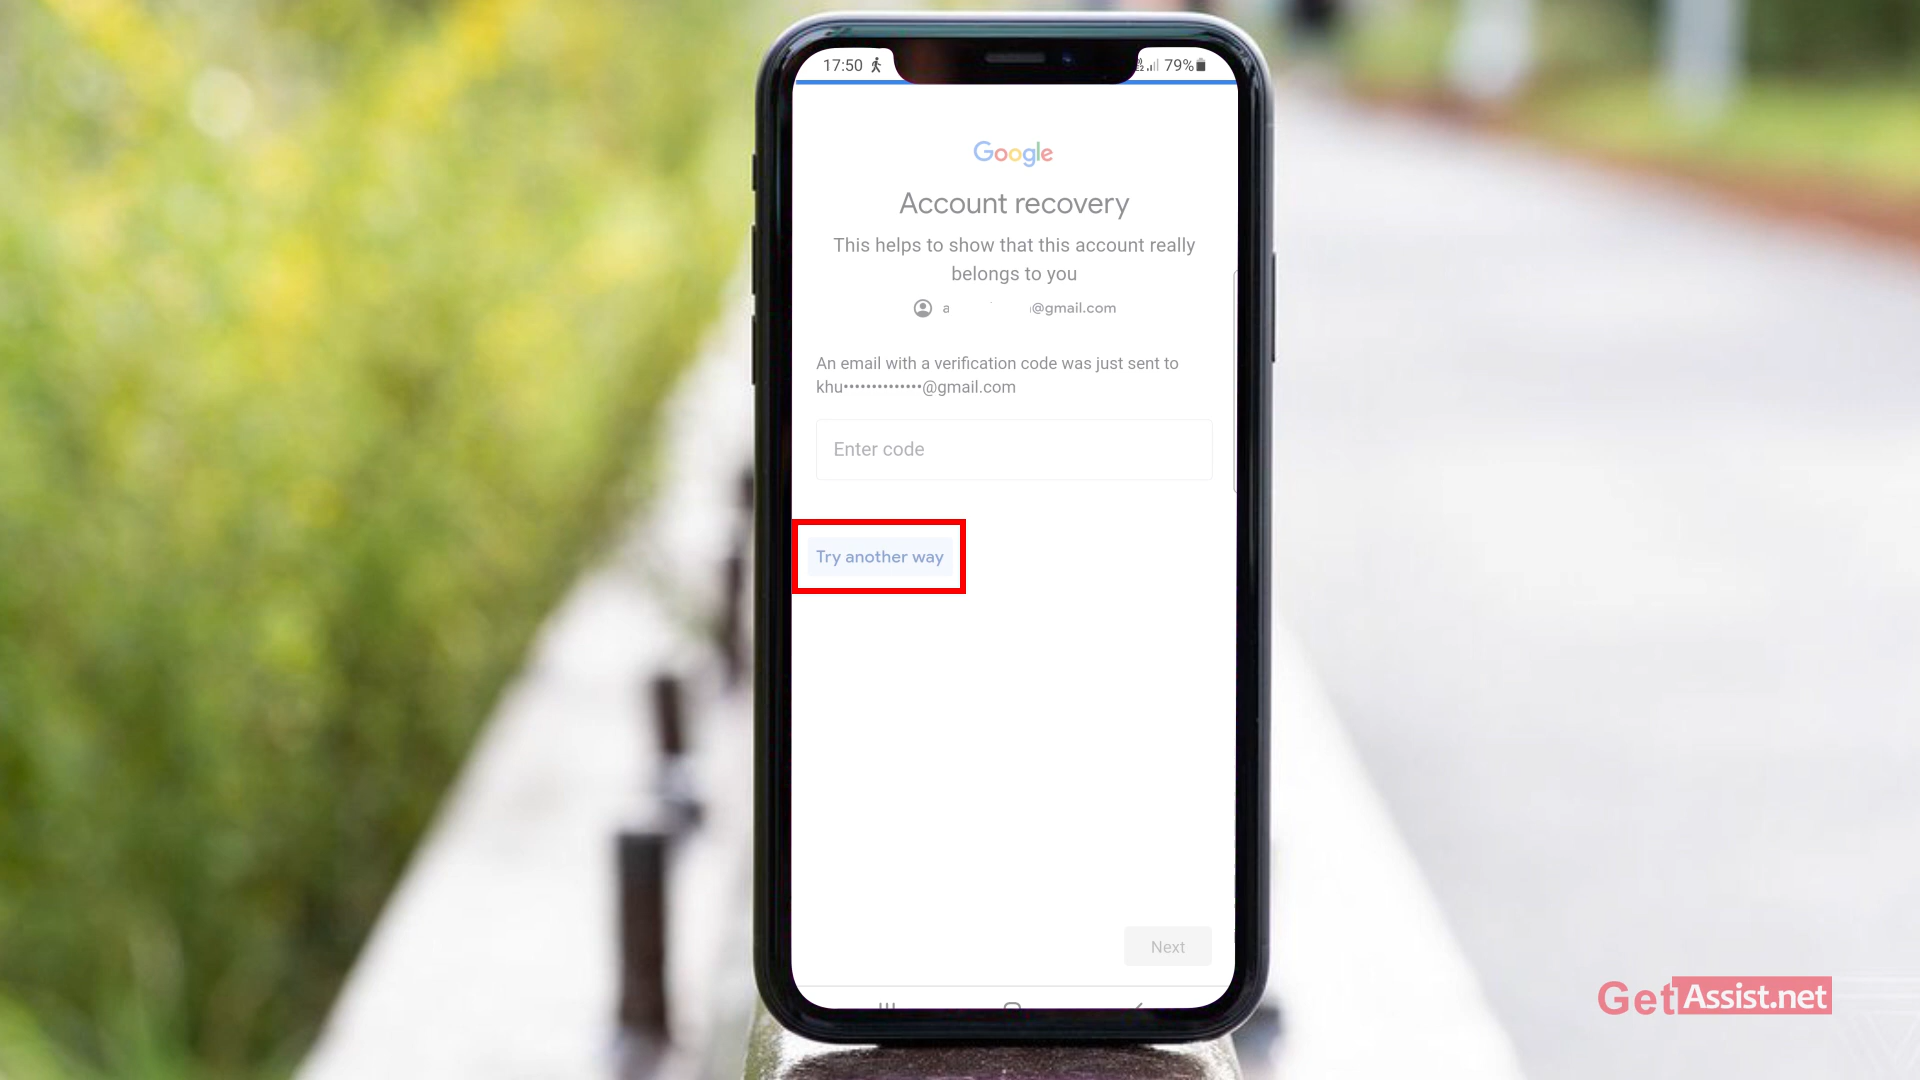 17:50
79%
Google
Account recovery
This helps to show that this account really
belongs to you
a @gmail.com
An email with a verification code was just sent to
khu••••••••••••••@gmail.com
Enter code
Try another way
Next
GetAssist.net